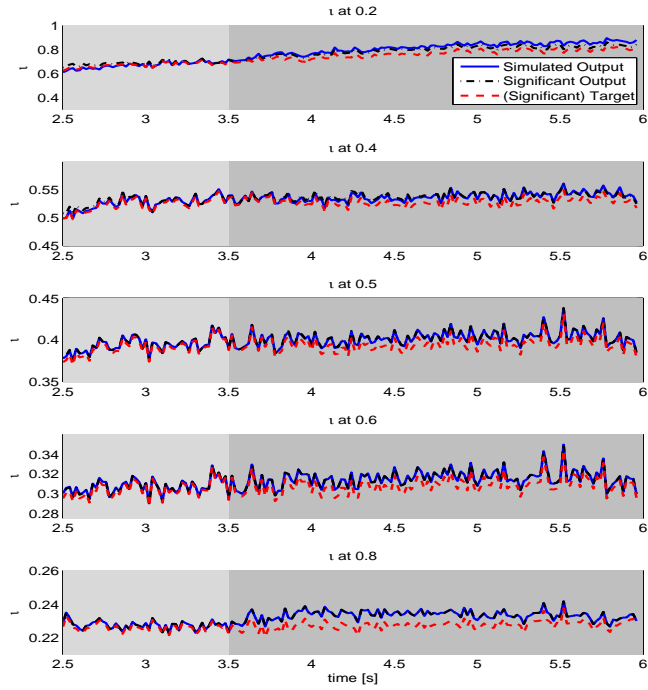 ι at 0.2
1
0.8
0.6
0.4
ι
2.5 3 3.5 4 4.5 5 5.5 6
Simulated Output
Significant Output
(Significant) Target
ι at 0.4
0.55
0.5
0.45
ι
2.5 3 3.5 4 4.5 5 5.5 6
ι at 0.5
0.45
0.4
0.35
ι
2.5 3 3.5 4 4.5 5 5.5 6
ι at 0.6
0.34
0.32
0.3
0.28
ι
2.5 3 3.5 4 4.5 5 5.5 6
ι at 0.8
0.26
0.24
0.22
ι
2.5 3 3.5 4 4.5 5 5.5 6
time [s]